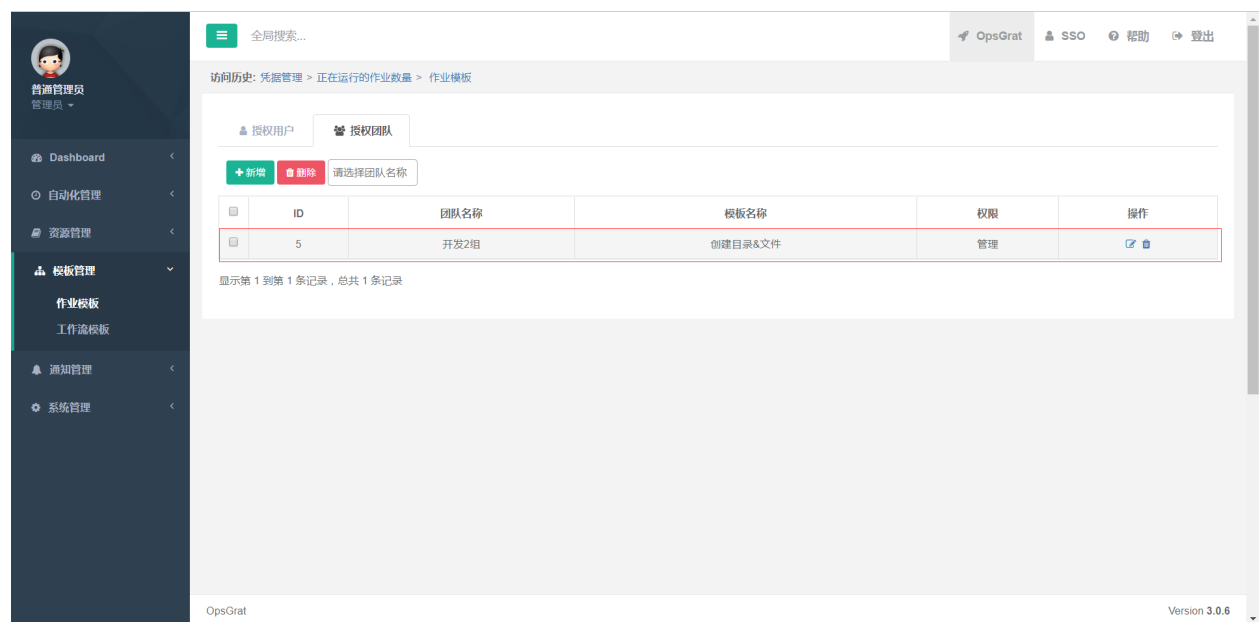 全局搜索...
OpsGrat
SSO
帮助
登出
普通管理员
管理员
访问历史: 凭据管理 > 正在运行的作业数量 > 作业模板
Dashboard
自动化管理
资源管理
模板管理
作业模板
工作流模板
通知管理
系统管理
授权用户
授权团队
新增
删除
请选择团队名称
ID 团队名称 模板名称 权限 操作
5 开发2组 创建目录&文件 管理
显示第 1 到第 1 条记录，总共 1 条记录
OpsGrat
Version 3.0.6